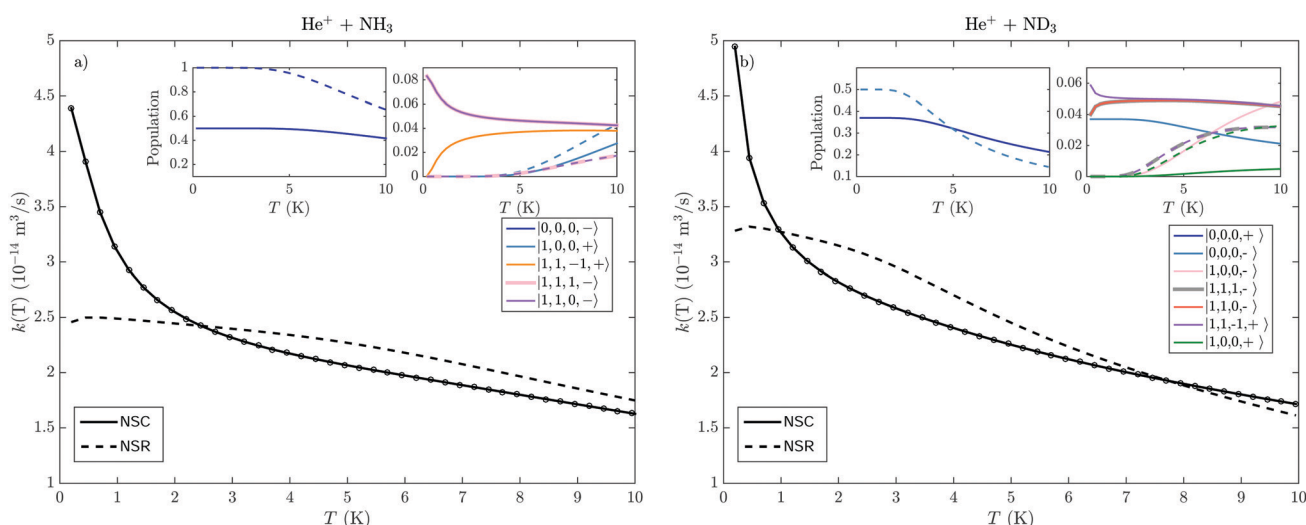 He⁺ + NH₃
a)
k(T) (10⁻¹⁴ m³/s)
5
4.5
4
3.5
3
2.5
2
1.5
1
0 1 2 3 4 5 6 7 8 9 10
T (K)
Population
1
0.8
0.6
0.4
0.2
0 5 10
T (K)
0.08
0.06
0.04
0.02
0
0 5 10
T (K)
|0,0,0,−⟩
|1,0,0,+⟩
|1,1,−1,+⟩
|1,1,1,−⟩
|1,1,0,−⟩
NSC
NSR
He⁺ + ND₃
b)
k(T) (10⁻¹⁴ m³/s)
5
4.5
4
3.5
3
2.5
2
1.5
1
0 1 2 3 4 5 6 7 8 9 10
T (K)
Population
0.5
0.4
0.3
0.2
0.1
0 5 10
T (K)
0.06
0.04
0.02
0
0 5 10
T (K)
|0,0,0,+ ⟩
|0,0,0,- ⟩
|1,0,0,- ⟩
|1,1,1,- ⟩
|1,1,0,- ⟩
|1,1,-1,+ ⟩
|1,0,0,+ ⟩
NSC
NSR